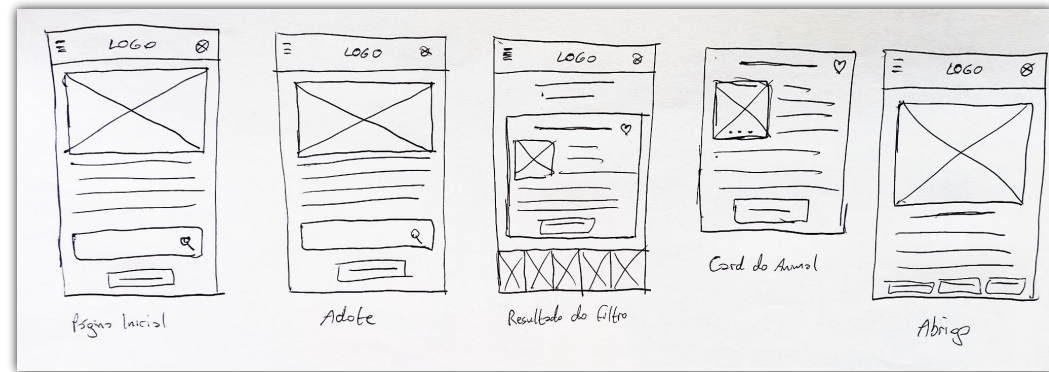 LOGO
LOGO
LOGO
LOGO
Página Inicial
Adote
Resultado do Filtro
Card do Animal
Abrigo